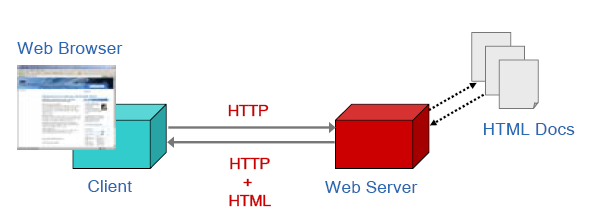 Web Browser
HTTP
HTML Docs
HTTP
+
HTML
Client
Web Server